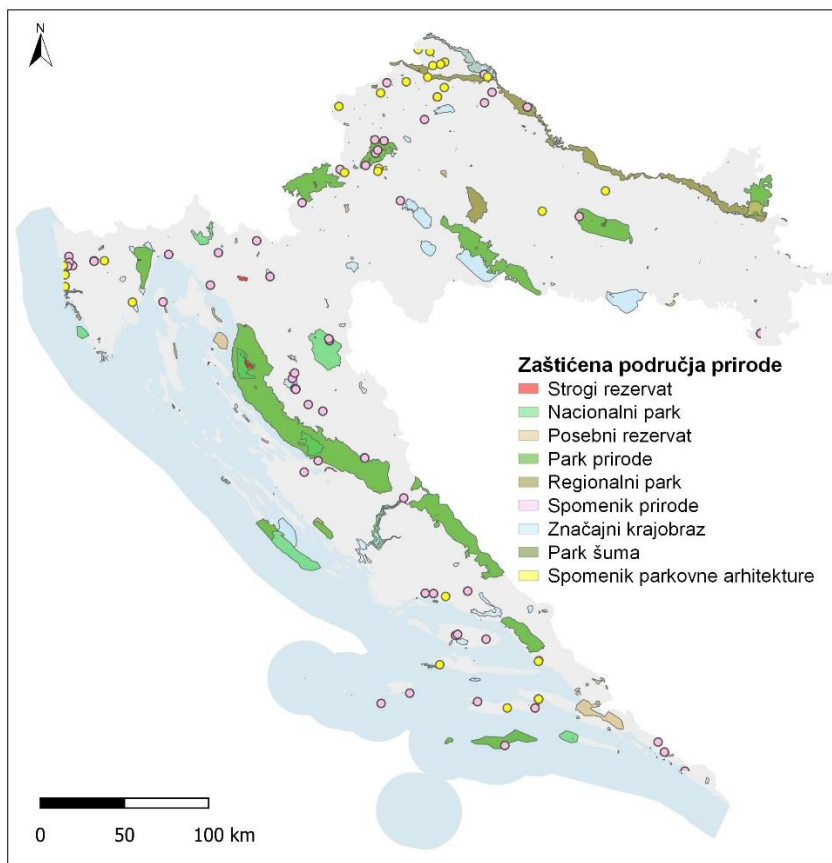 N
Zaštićena područja prirode
Strogi rezervat
Nacionalni park
Posebni rezervat
Park prirode
Regionalni park
Spomenik prirode
Značajni krajobraz
Park šuma
Spomenik parkovne arhitekture
0 50 100 km